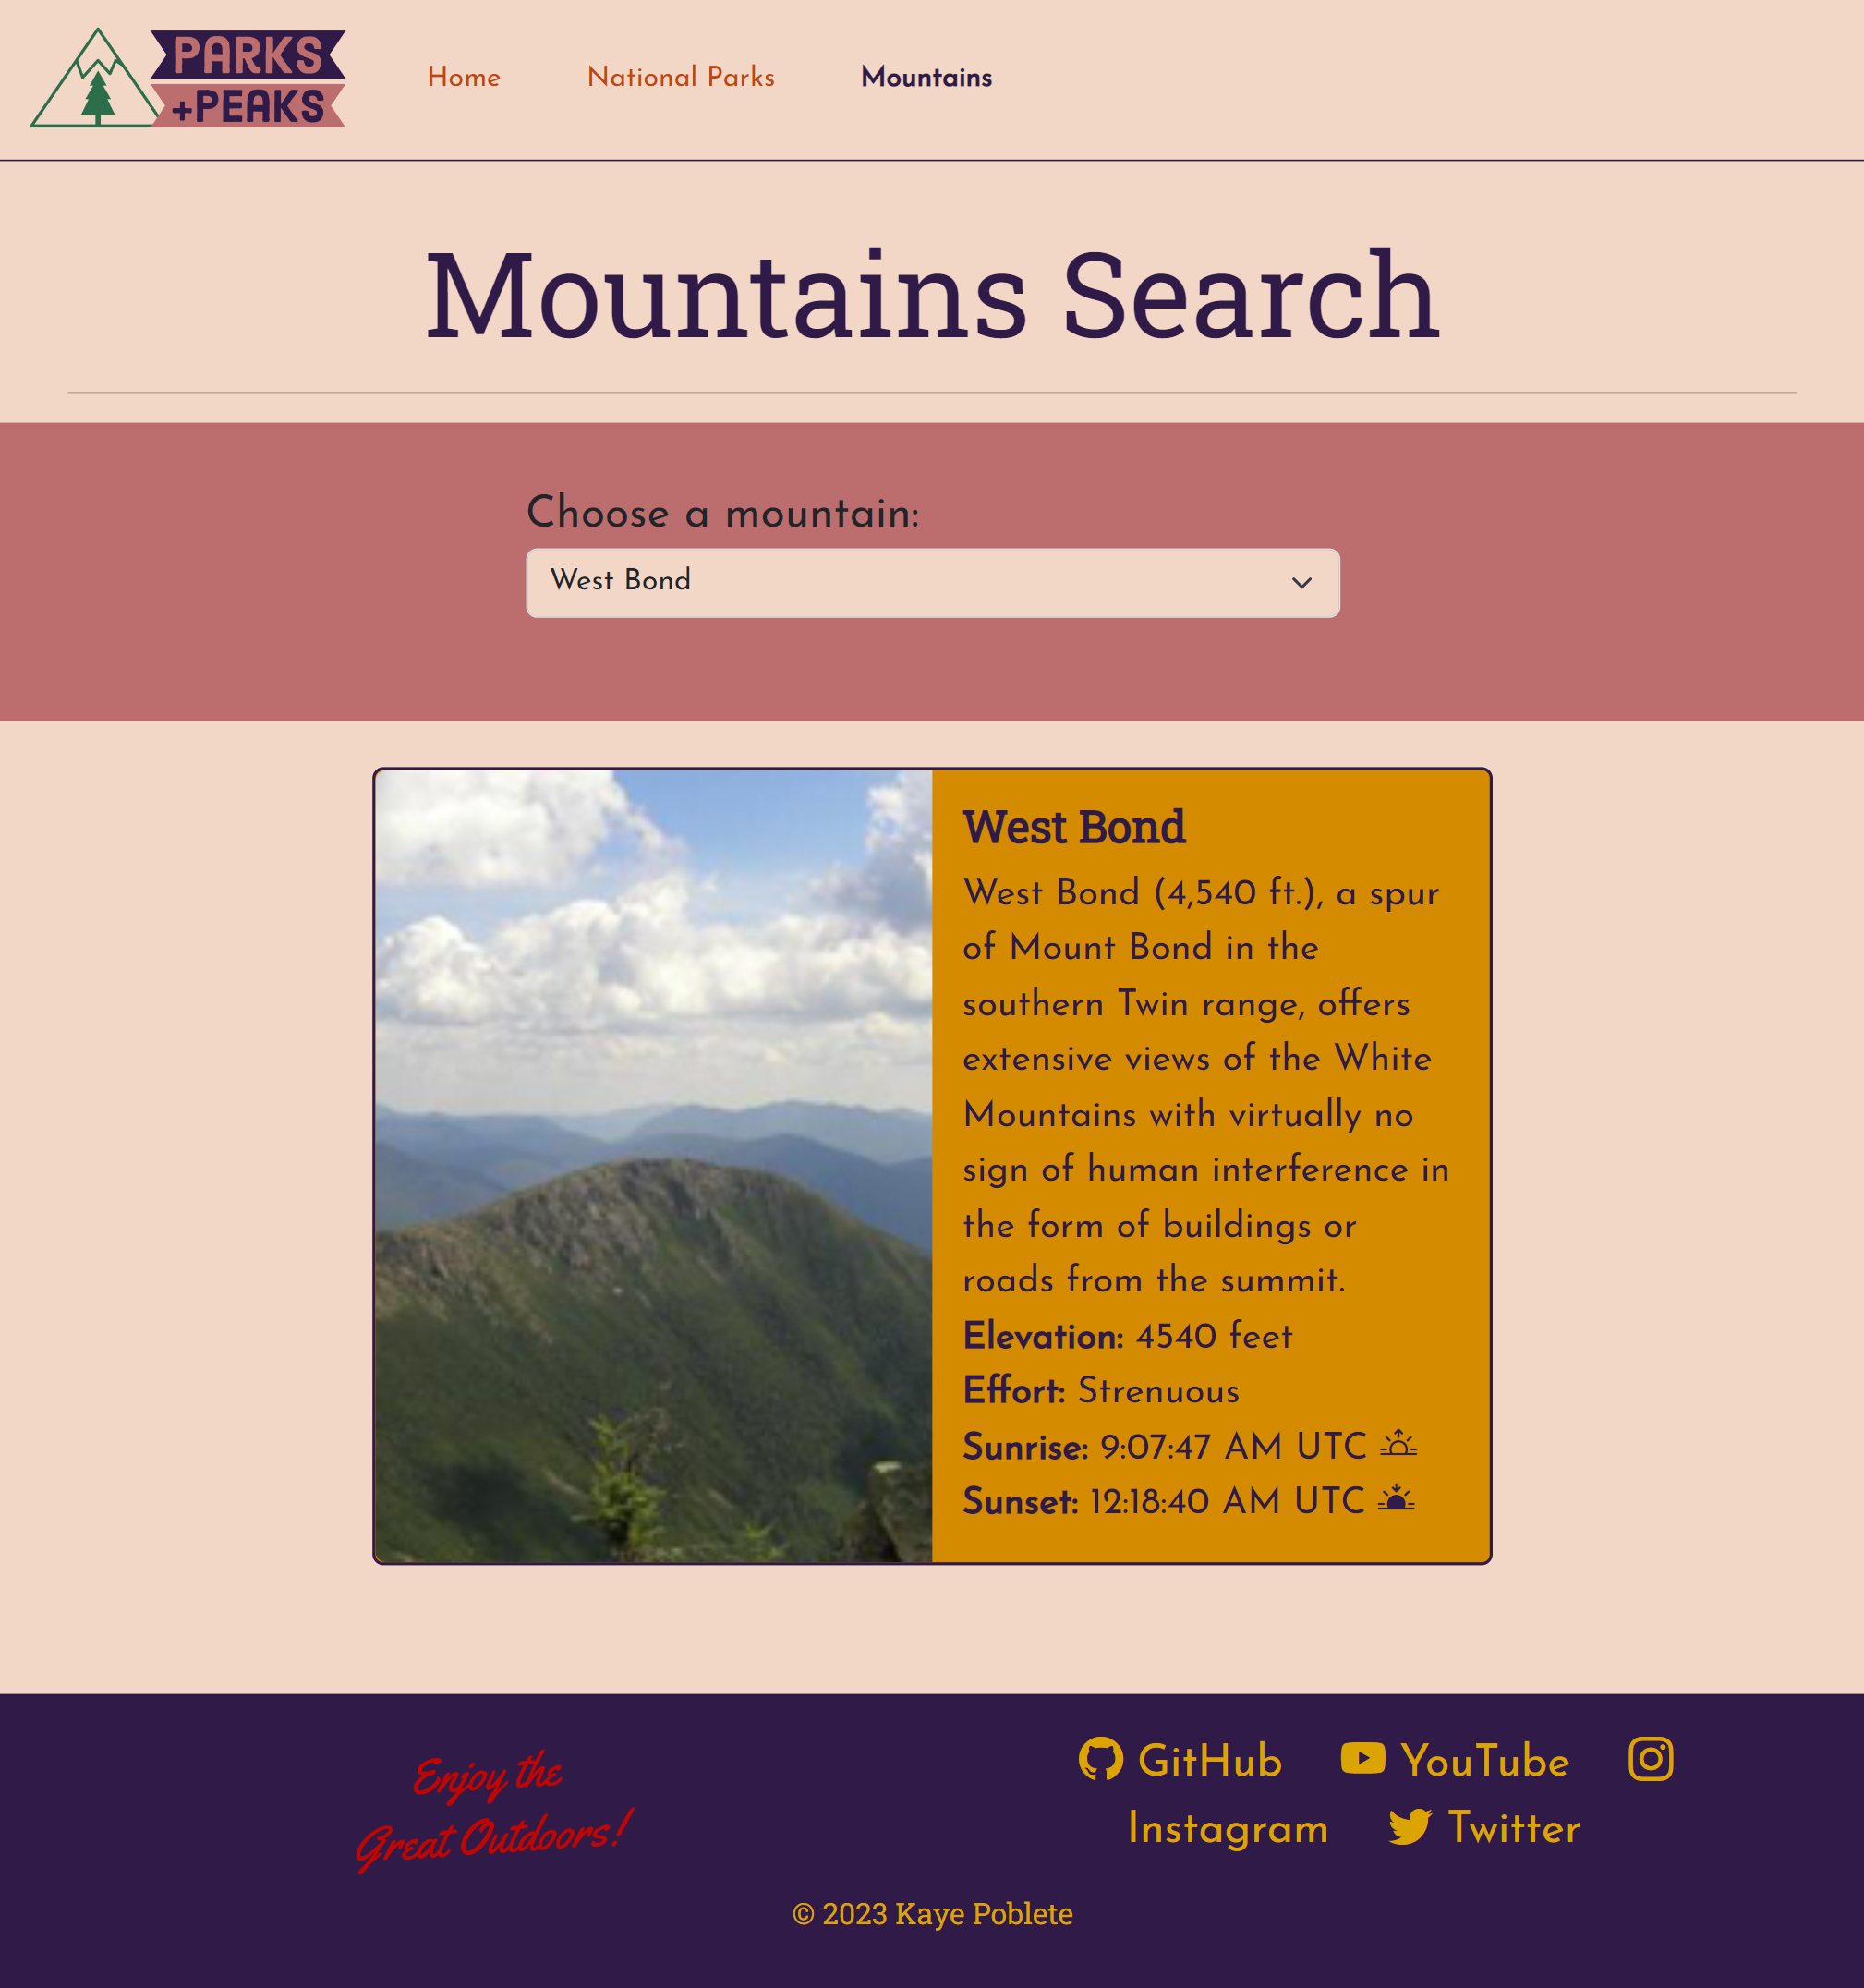 PARKS
+PEAKS
Home National Parks Mountains
Mountains Search
Choose a mountain:
West Bond
West Bond
West Bond (4,540 ft.), a spur
of Mount Bond in the
southern Twin range, offers
extensive views of the White
Mountains with virtually no
sign of human interference in
the form of buildings or
roads from the summit.
Elevation: 4540 feet
Effort: Strenuous
Sunrise: 9:07:47 AM UTC
Sunset: 12:18:40 AM UTC
Enjoy the
Great Outdoors!
GitHub YouTube
Instagram Twitter
© 2023 Kaye Poblete